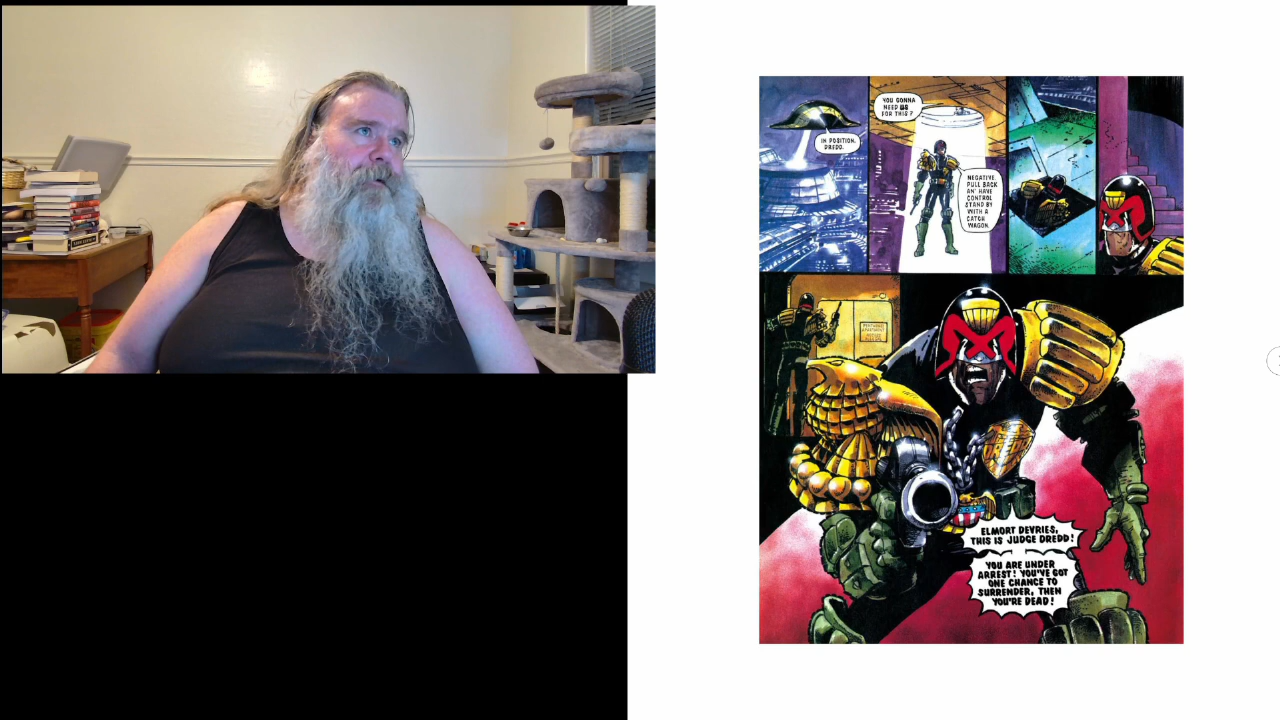 YOU GONNA
NEED US
FOR THIS?
IN POSITION,
DREDD.
NEGATIVE
PULL BACK
AN' HAVE
CONTROL
STAND BY
WITH A
CATCH
WAGON.
ELMORT DEVRIES,
THIS IS JUDGE DREDD!
YOU ARE UNDER
ARREST! YOU'VE GOT
ONE CHANCE TO
SURRENDER, THEN
YOU'RE DEAD!